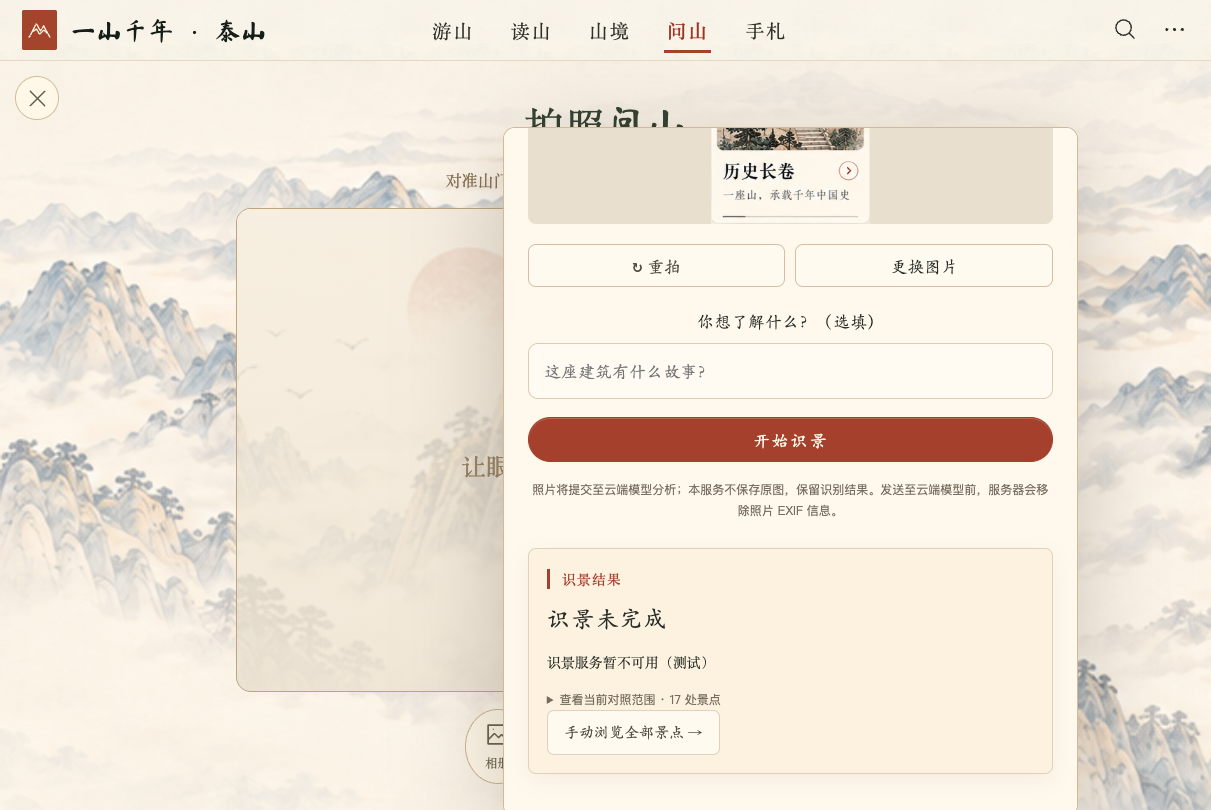 一山千年 · 泰山
游山 读山 山境 问山 手札
拍照问山
对准山门
让眼
历史长卷
一座山，承载千年中国史
↻ 重拍
更换图片
你想了解什么？（选填）
这座建筑有什么故事？
开始识景
照片将提交至云端模型分析；本服务不保存原图，保留识别结果。发送至云端模型前，服务器会移
除照片 EXIF 信息。
识景结果
识景未完成
识景服务暂不可用（测试）
▶ 查看当前对照范围 · 17 处景点
手动浏览全部景点 →
相册